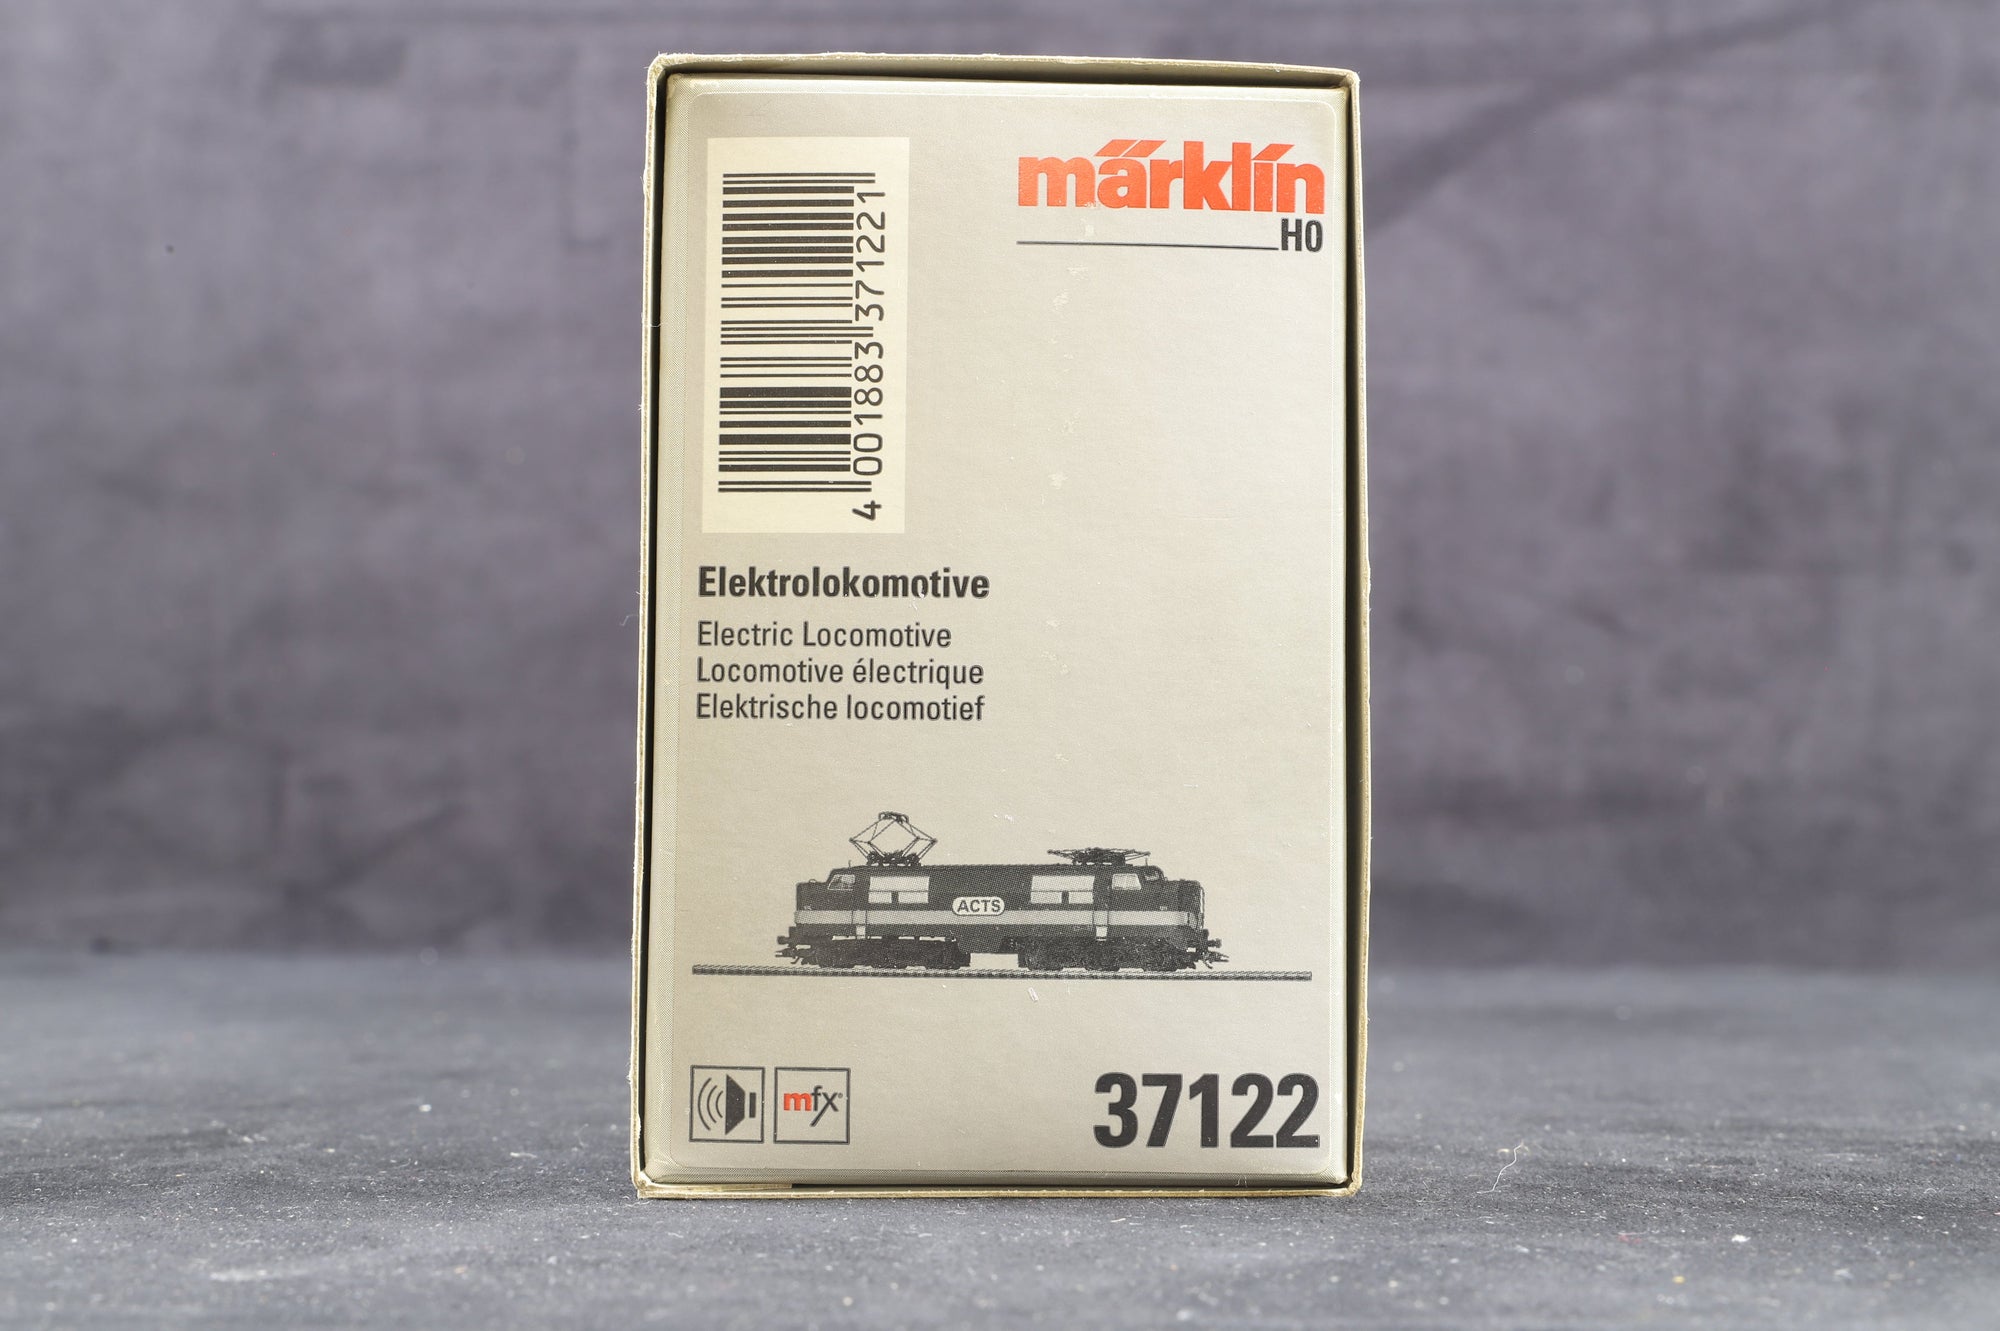 märklin
H0
4 001883 371221
Elektrolokomotive
Electric Locomotive
Locomotive électrique
Elektrische locomotief
ACTS
mfx
37122